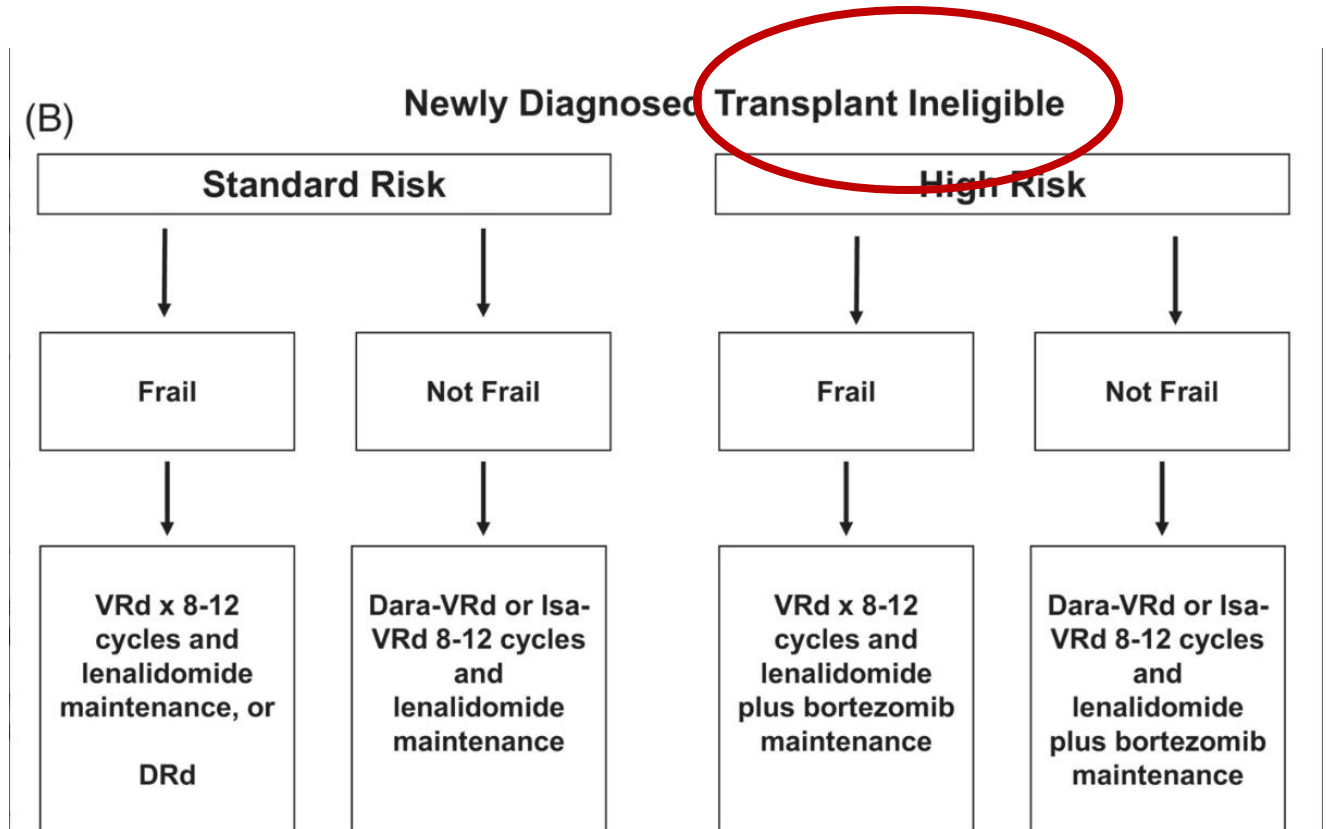 Newly Diagnosed Transplant Ineligible
(B)
Standard Risk
High Risk
Frail
Not Frail
Frail
Not Frail
VRd x 8-12
cycles and
lenalidomide
maintenance, or
DRd
Dara-VRd or Isa-
VRd 8-12 cycles
and
lenalidomide
maintenance
VRd x 8-12
cycles and
lenalidomide
plus bortezomib
maintenance
Dara-VRd or Isa-
VRd 8-12 cycles
and
lenalidomide
plus bortezomib
maintenance